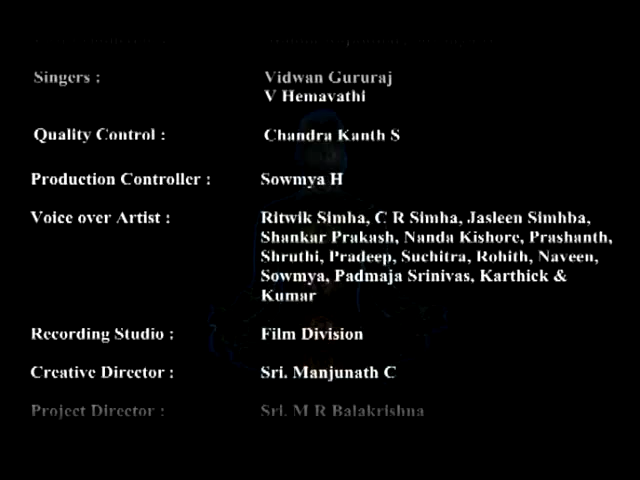 Singers : Vidwan Gururaj
V Hemavathi
Quality Control : Chandra Kanth S
Production Controller : Sowmya H
Voice over Artist : Ritwik Simha, C R Simha, Jasleen Simhba,
Shankar Prakash, Nanda Kishore, Prashanth,
Shruthi, Pradeep, Suchitra, Rohith, Naveen,
Sowmya, Padmaja Srinivas, Karthick &
Kumar
Recording Studio : Film Division
Creative Director : Sri. Manjunath C
Project Director : Sri. M R Balakrishna